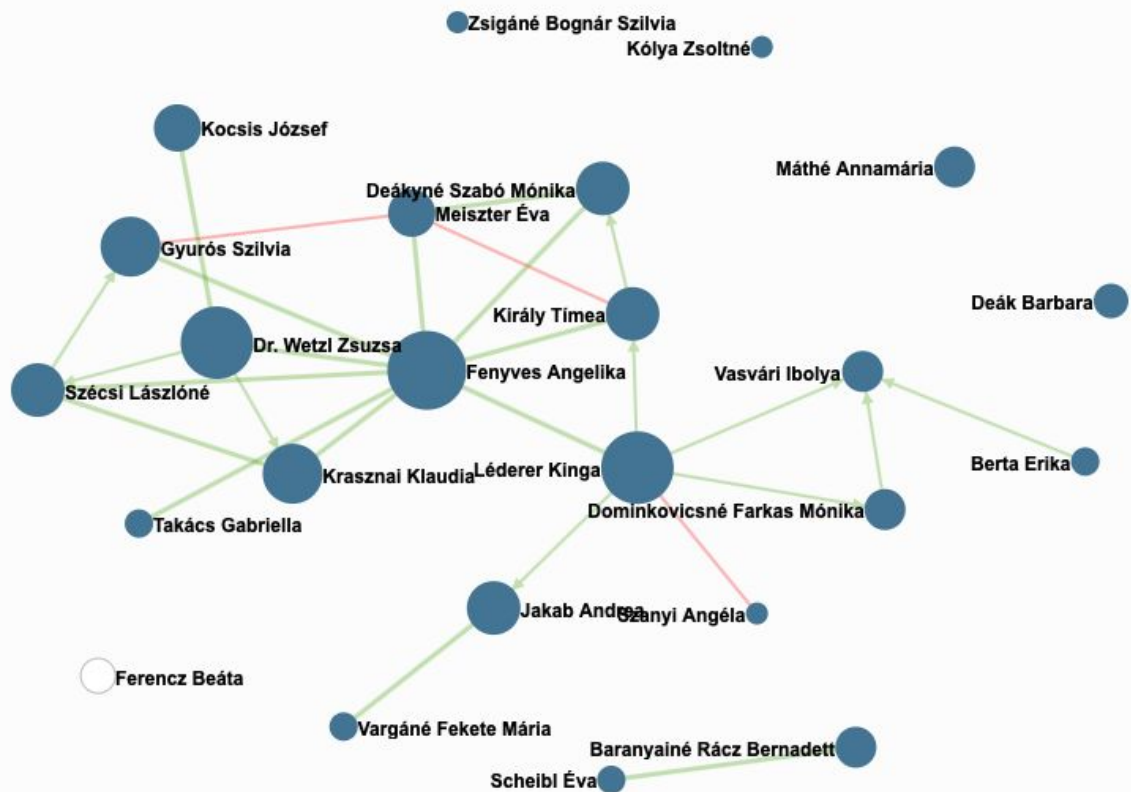 Zsigáné Bognár Szilvia
Kólya Zsoltné
Kocsis József
Máthé Annamária
Deákyné Szabó Mónika
Meiszter Éva
Gyurós Szilvia
Deák Barbara
Király Tímea
Dr. Wetzl Zsuzsa
Fenyves Angelika
Vasvári Ibolya
Szécsi Lászlóné
Berta Erika
Léderer Kinga
Krasznai Klaudia
Dominkovicsné Farkas Mónika
Takács Gabriella
Jakab Andrea
Szanyi Angéla
Ferencz Beáta
Vargáné Fekete Mária
Baranyainé Rácz Bernadett
Scheibl Éva